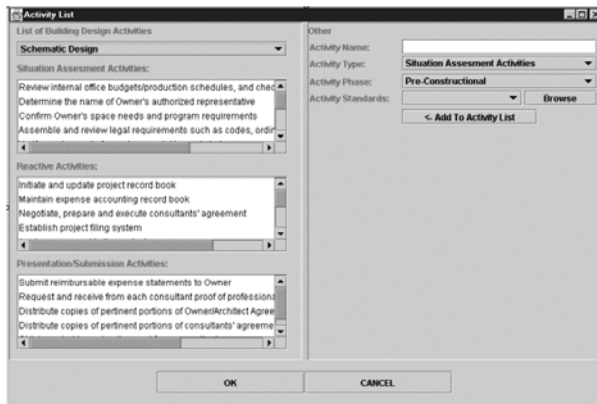 Activity List
List of Building Design Activities
Schematic Design
Situation Assesment Activities:
Review internal office budgets/production schedules, and chec
Determine the name of Owner's authorized representative
Confirm Owner's space needs and program requirements
Assemble and review legal requirements such as codes, ordir
Reactive Activities:
Initiate and update project record book
Maintain expense accounting record book
Negotiate, prepare and execute consultants' agreement
Establish project filing system
Presentation/Submission Activities:
Submit reimbursable expense statements to Owner
Request and receive from each consultant proof of professiona
Distribute copies of pertinent portions of Owner/Architect Agree
Distribute copies of pertinent portions of consultants' agreeme
Other
Activity Name:
Activity Type: Situation Assesment Activities
Activity Phase: Pre-Constructional
Activity Standards: Browse
<- Add To Activity List
OK CANCEL